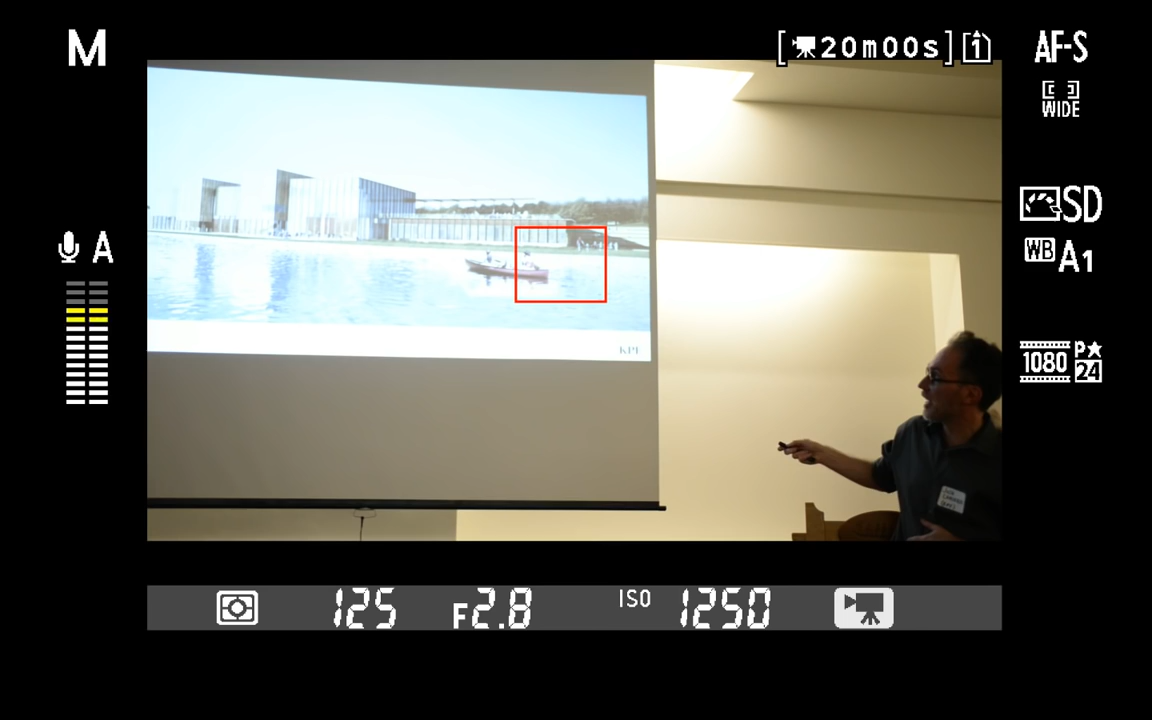 M
[20m00s] 1
AF-S
WIDE
SD
A
WB A1
1080 P★
24
KPF
125 F2.8 ISO 1250